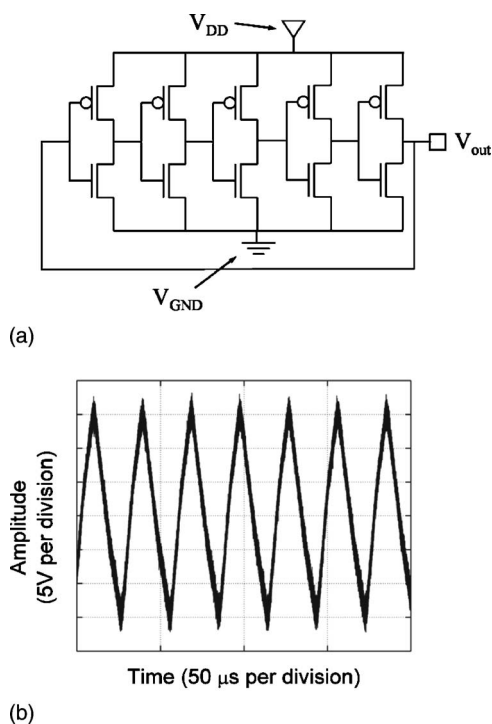 (a)
V_DD
V_out
V_GND
(b)
Amplitude
(5V per division)
Time (50 μs per division)